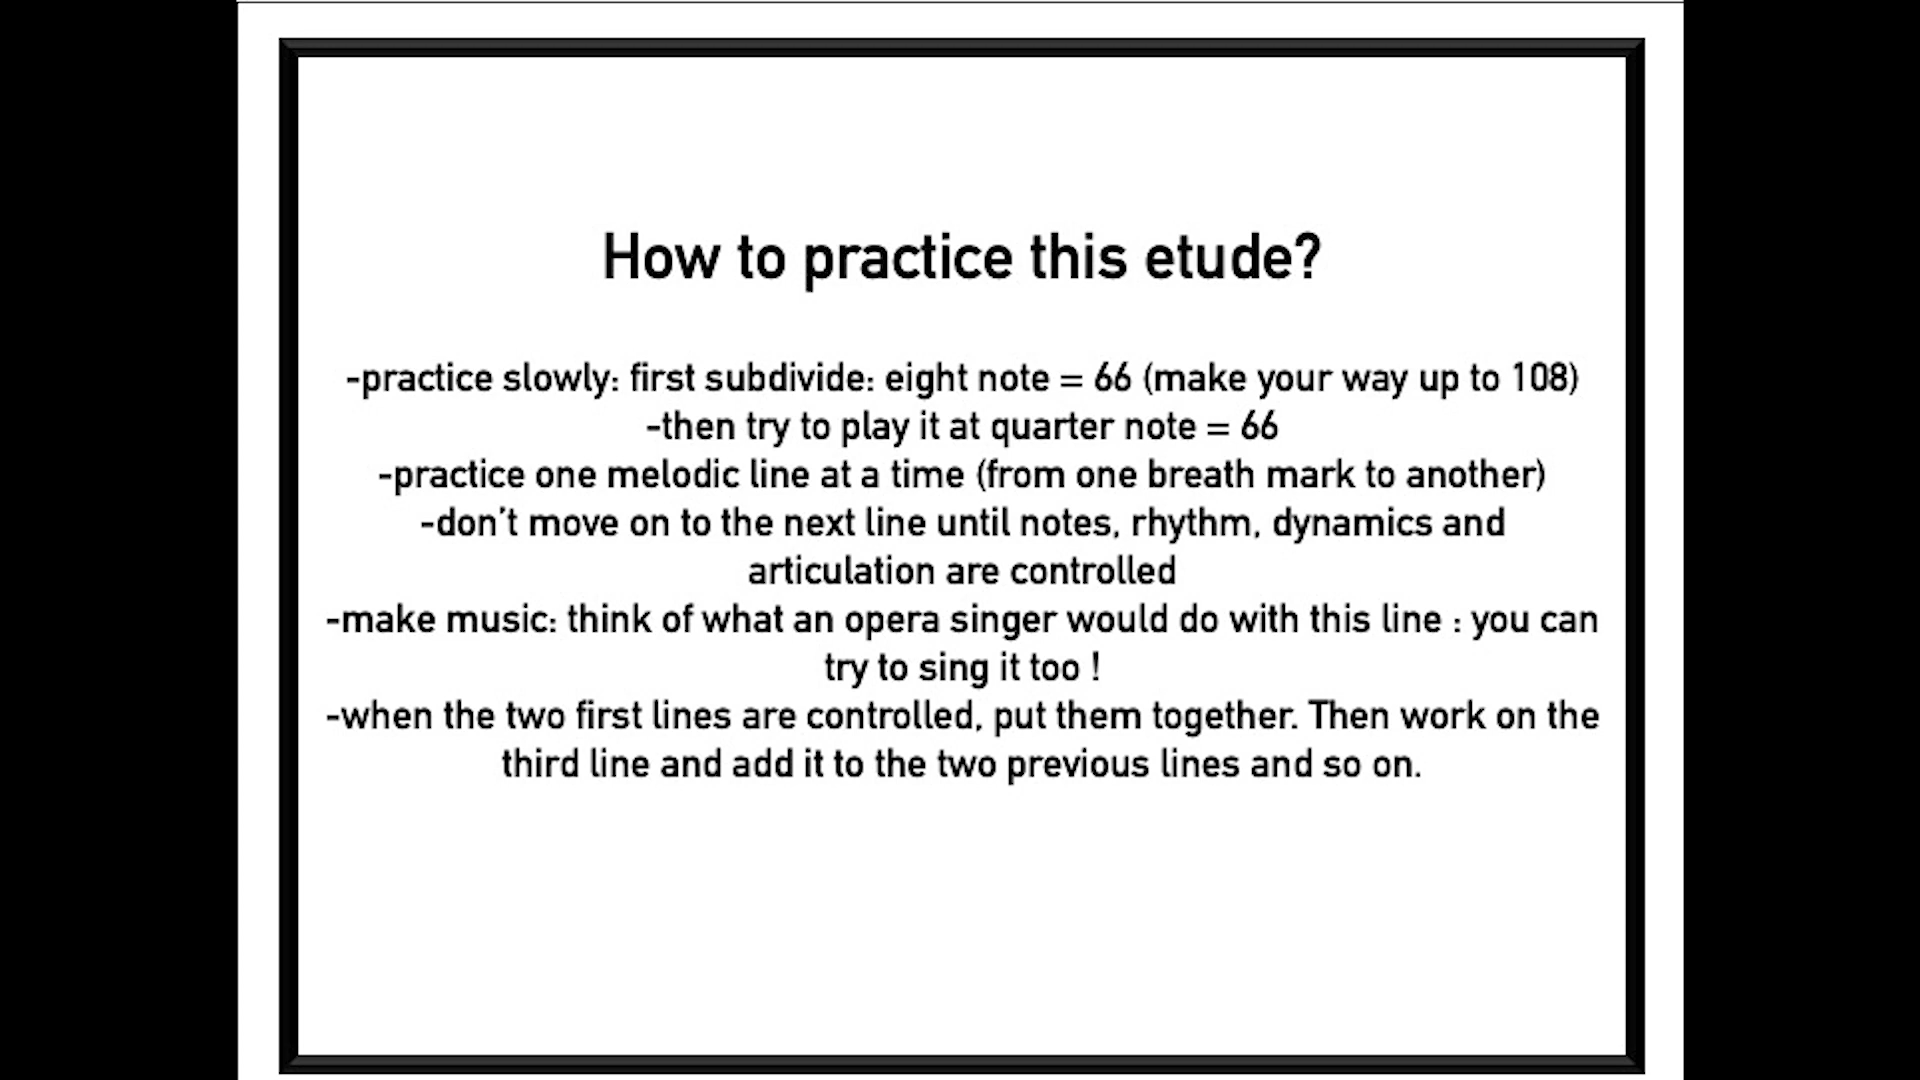 How to practice this etude?
-practice slowly: first subdivide: eight note = 66 (make your way up to 108)
-then try to play it at quarter note = 66
-practice one melodic line at a time (from one breath mark to another)
-don't move on to the next line until notes, rhythm, dynamics and
articulation are controlled
-make music: think of what an opera singer would do with this line : you can
try to sing it too !
-when the two first lines are controlled, put them together. Then work on the
third line and add it to the two previous lines and so on.